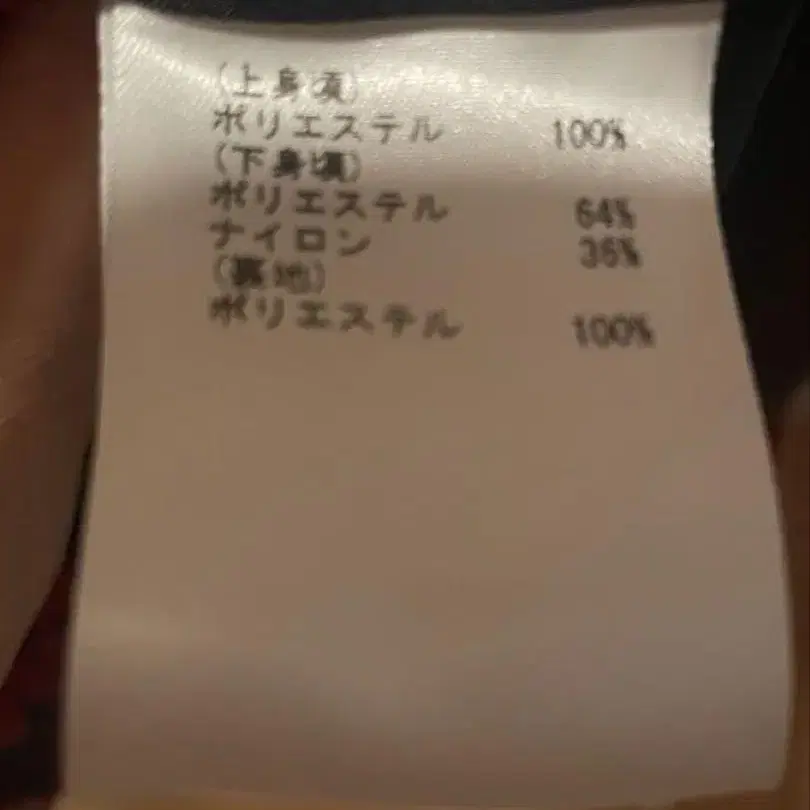 (上身頃)
ポリエステル 100%
(下身頃)
ポリエステル 64%
ナイロン 36%
(裏地)
ポリエステル 100%